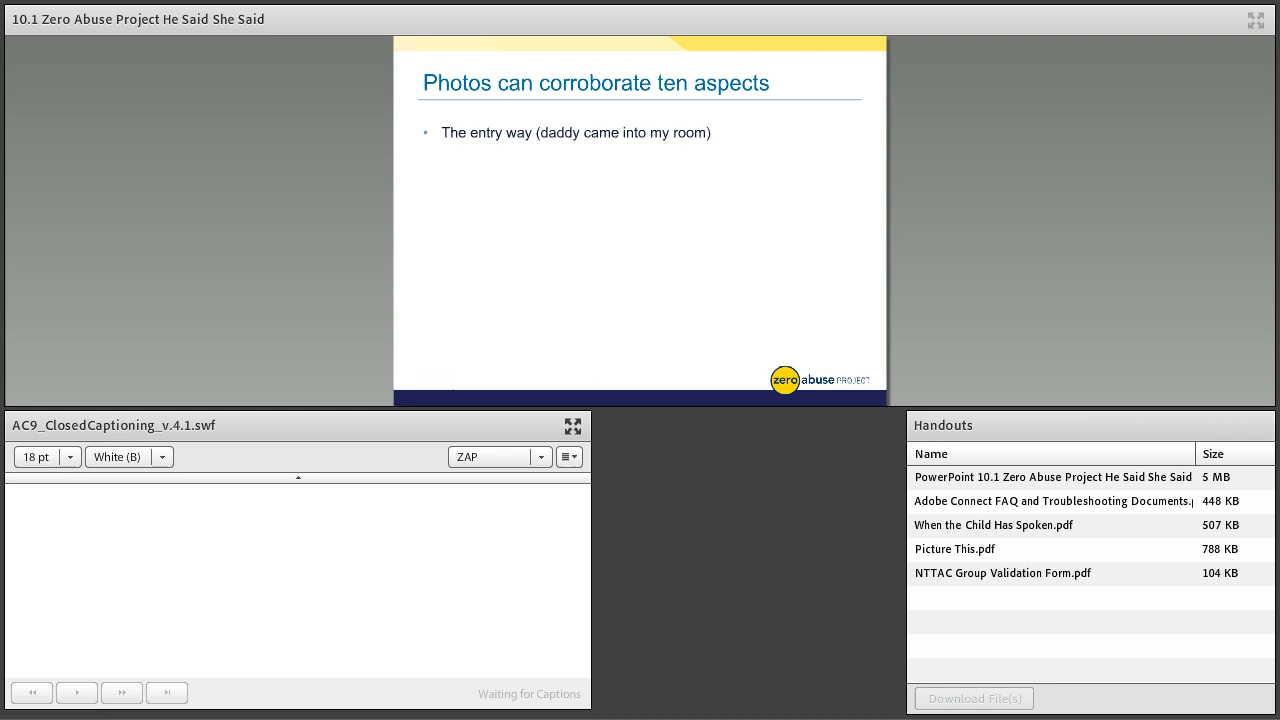 10.1 Zero Abuse Project He Said She Said
Photos can corroborate ten aspects
• The entry way (daddy came into my room)
zero abuse PROJECT
AC9_ClosedCaptioning_v.4.1.swf
18 pt White (B) ZAP
Waiting for Captions
Handouts
Name Size
PowerPoint 10.1 Zero Abuse Project He Said She Said 5 MB
Adobe Connect FAQ and Troubleshooting Documents. 448 KB
When the Child Has Spoken.pdf 507 KB
Picture This.pdf 788 KB
NTTAC Group Validation Form.pdf 104 KB
Download File(s)